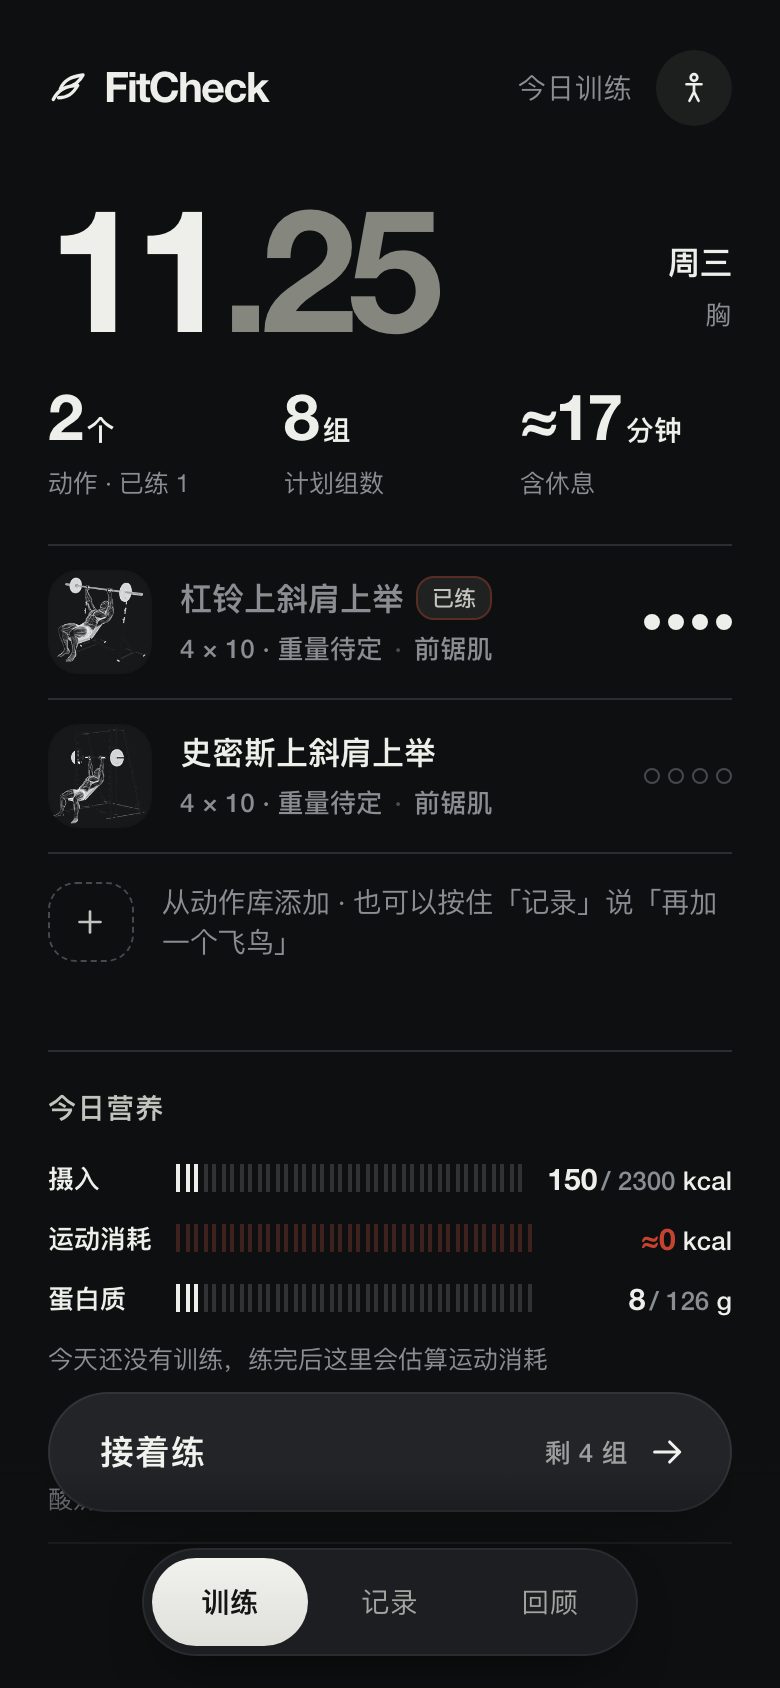 FitCheck
今日训练
11.25
周三
胸
2个
8组
≈17分钟
动作 · 已练 1
计划组数
含休息
杠铃上斜肩上举 已练
4 × 10 · 重量待定 · 前锯肌
史密斯上斜肩上举
4 × 10 · 重量待定 · 前锯肌
从动作库添加 · 也可以按住「记录」说「再加
一个飞鸟」
今日营养
摄入 150 / 2300 kcal
运动消耗 ≈0 kcal
蛋白质 8 / 126 g
今天还没有训练，练完后这里会估算运动消耗
接着练 剩 4 组 →
酸
训练 记录 回顾